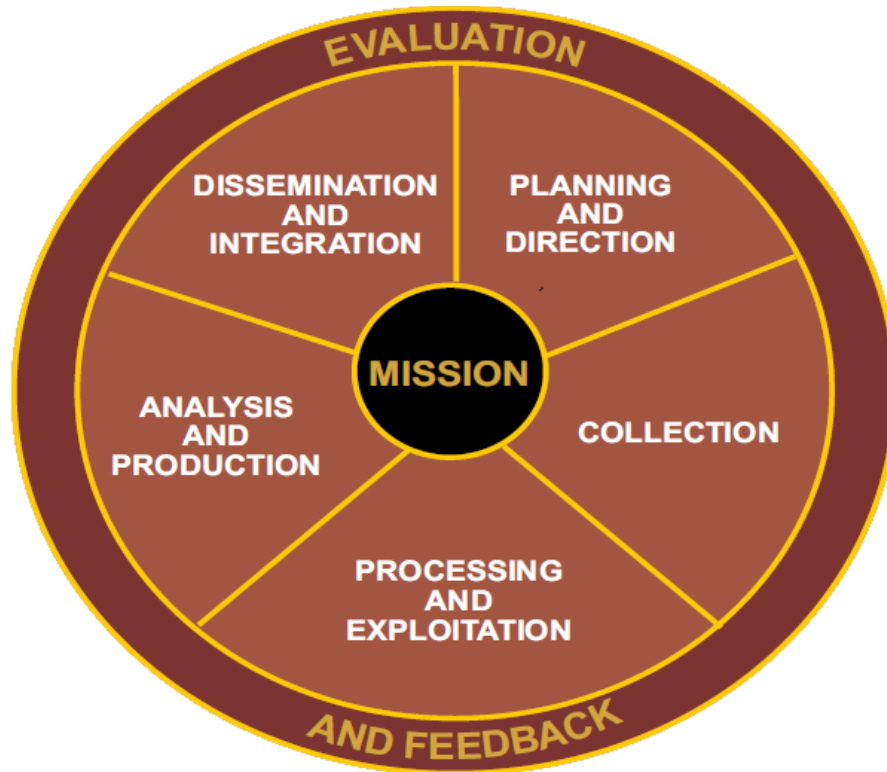 EVALUATION
DISSEMINATION
AND
INTEGRATION
PLANNING
AND
DIRECTION
MISSION
ANALYSIS
AND
PRODUCTION
COLLECTION
PROCESSING
AND
EXPLOITATION
AND FEEDBACK